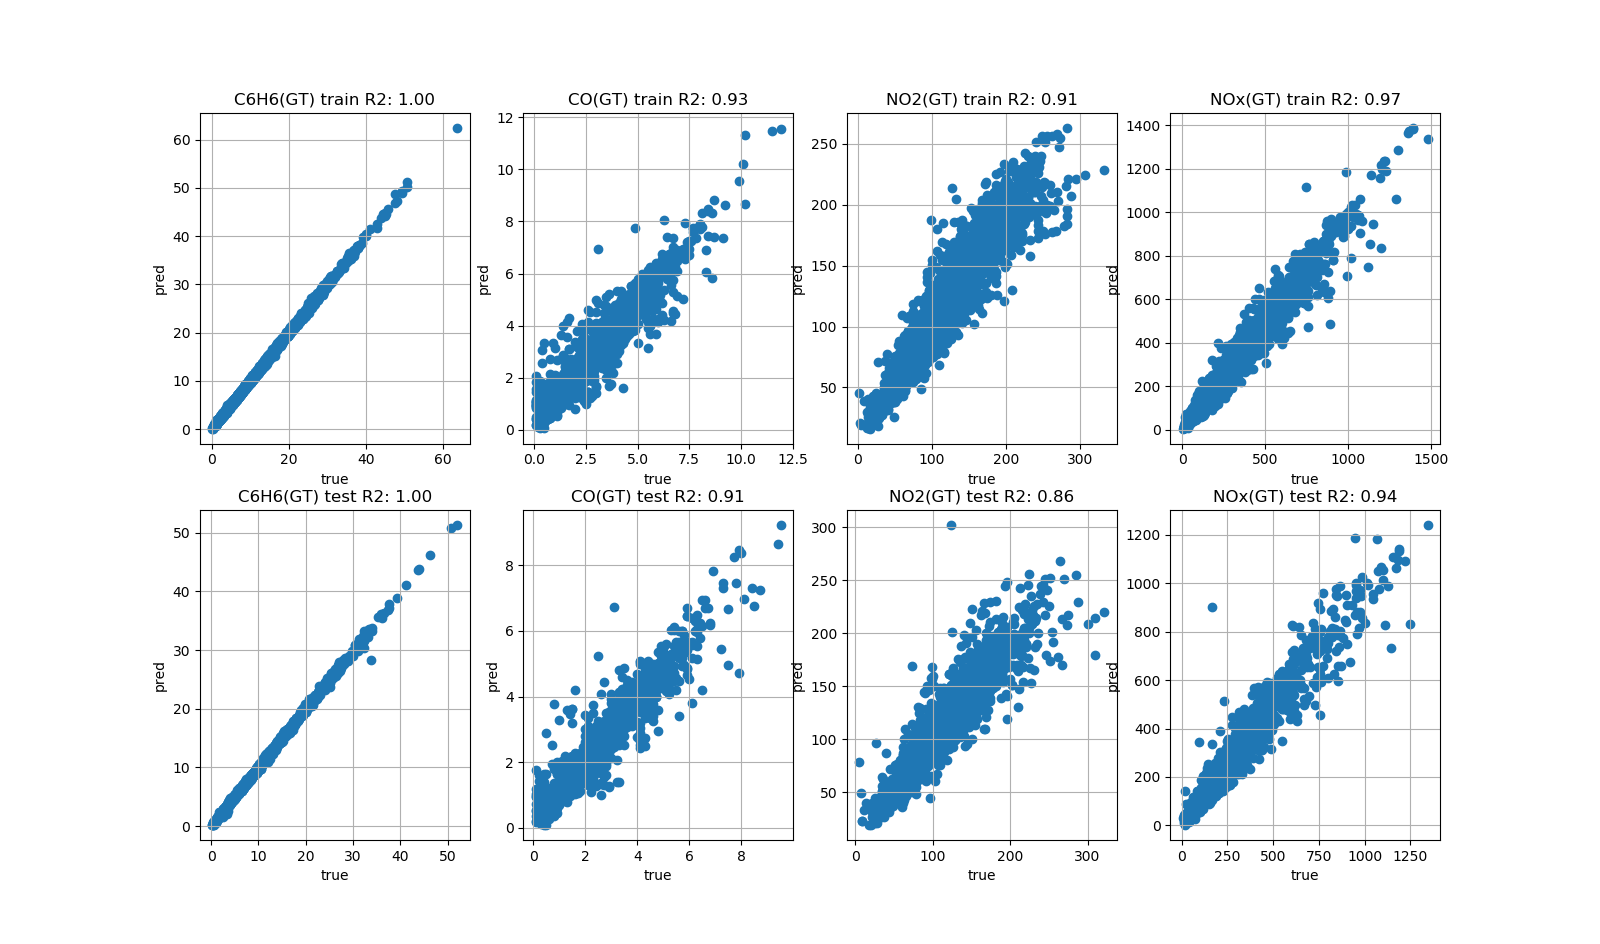 C6H6(GT) train R2: 1.00
pred
60
50
40
30
20
10
0
0 20 40 60
true
CO(GT) train R2: 0.93
pred
12
10
8
6
4
2
0
0.0 2.5 5.0 7.5 10.0 12.5
true
NO2(GT) train R2: 0.91
pred
250
200
150
100
50
0 100 200 300
true
NOx(GT) train R2: 0.97
pred
1400
1200
1000
800
600
400
200
0
0 500 1000 1500
true
C6H6(GT) test R2: 1.00
pred
50
40
30
20
10
0
0 10 20 30 40 50
true
CO(GT) test R2: 0.91
pred
8
6
4
2
0
0 2 4 6 8
true
NO2(GT) test R2: 0.86
pred
300
250
200
150
100
50
0 100 200 300
true
NOx(GT) test R2: 0.94
pred
1200
1000
800
600
400
200
0
0 250 500 750 1000 1250
true